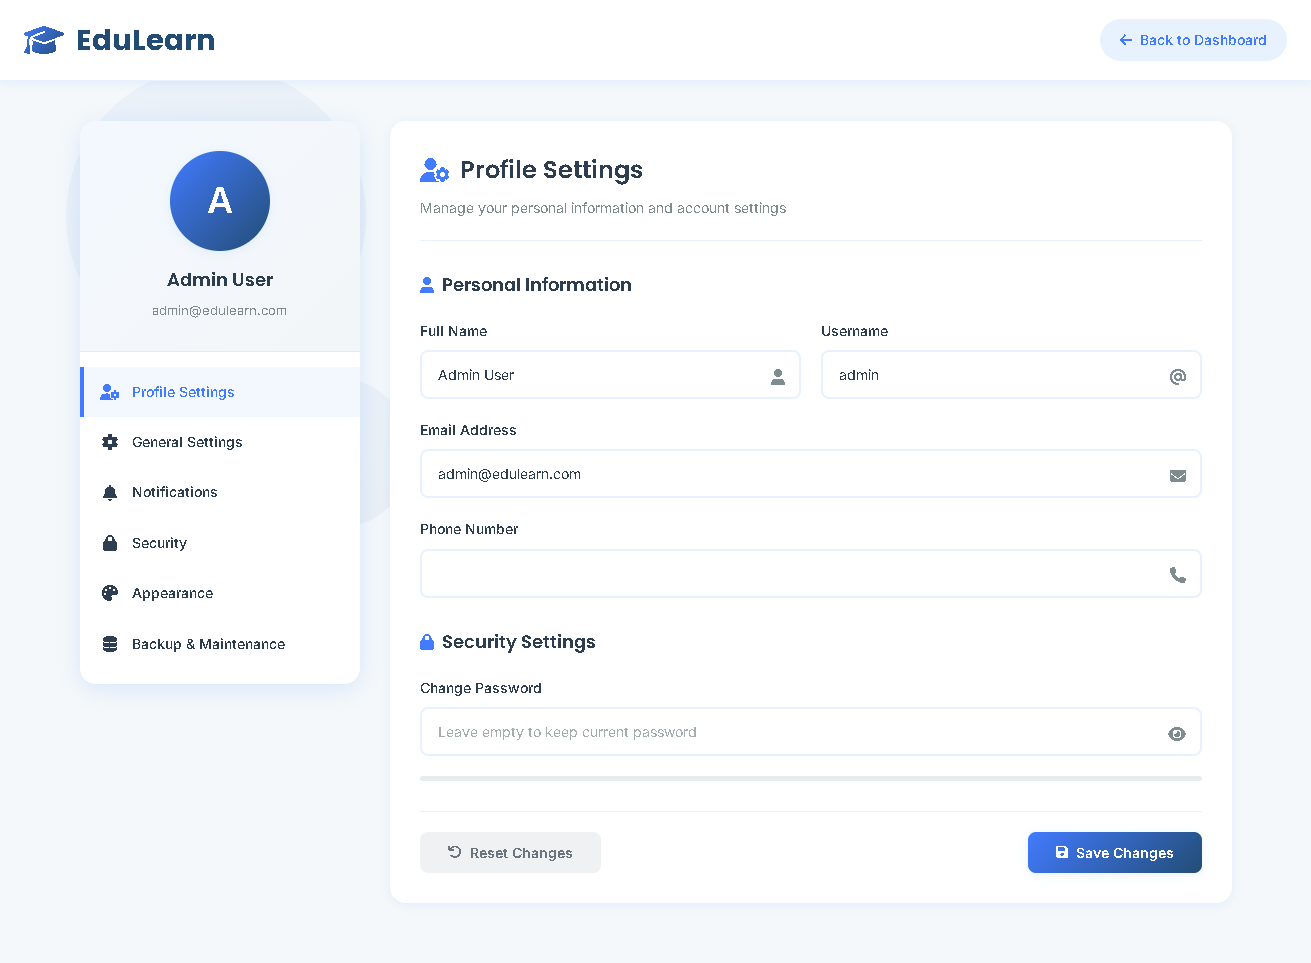 EduLearn
Back to Dashboard
A
Admin User
admin@edulearn.com
Profile Settings
General Settings
Notifications
Security
Appearance
Backup & Maintenance
Profile Settings
Manage your personal information and account settings
Personal Information
Full Name
Username
Admin User
admin
Email Address
admin@edulearn.com
Phone Number
Security Settings
Change Password
Leave empty to keep current password
Reset Changes
Save Changes